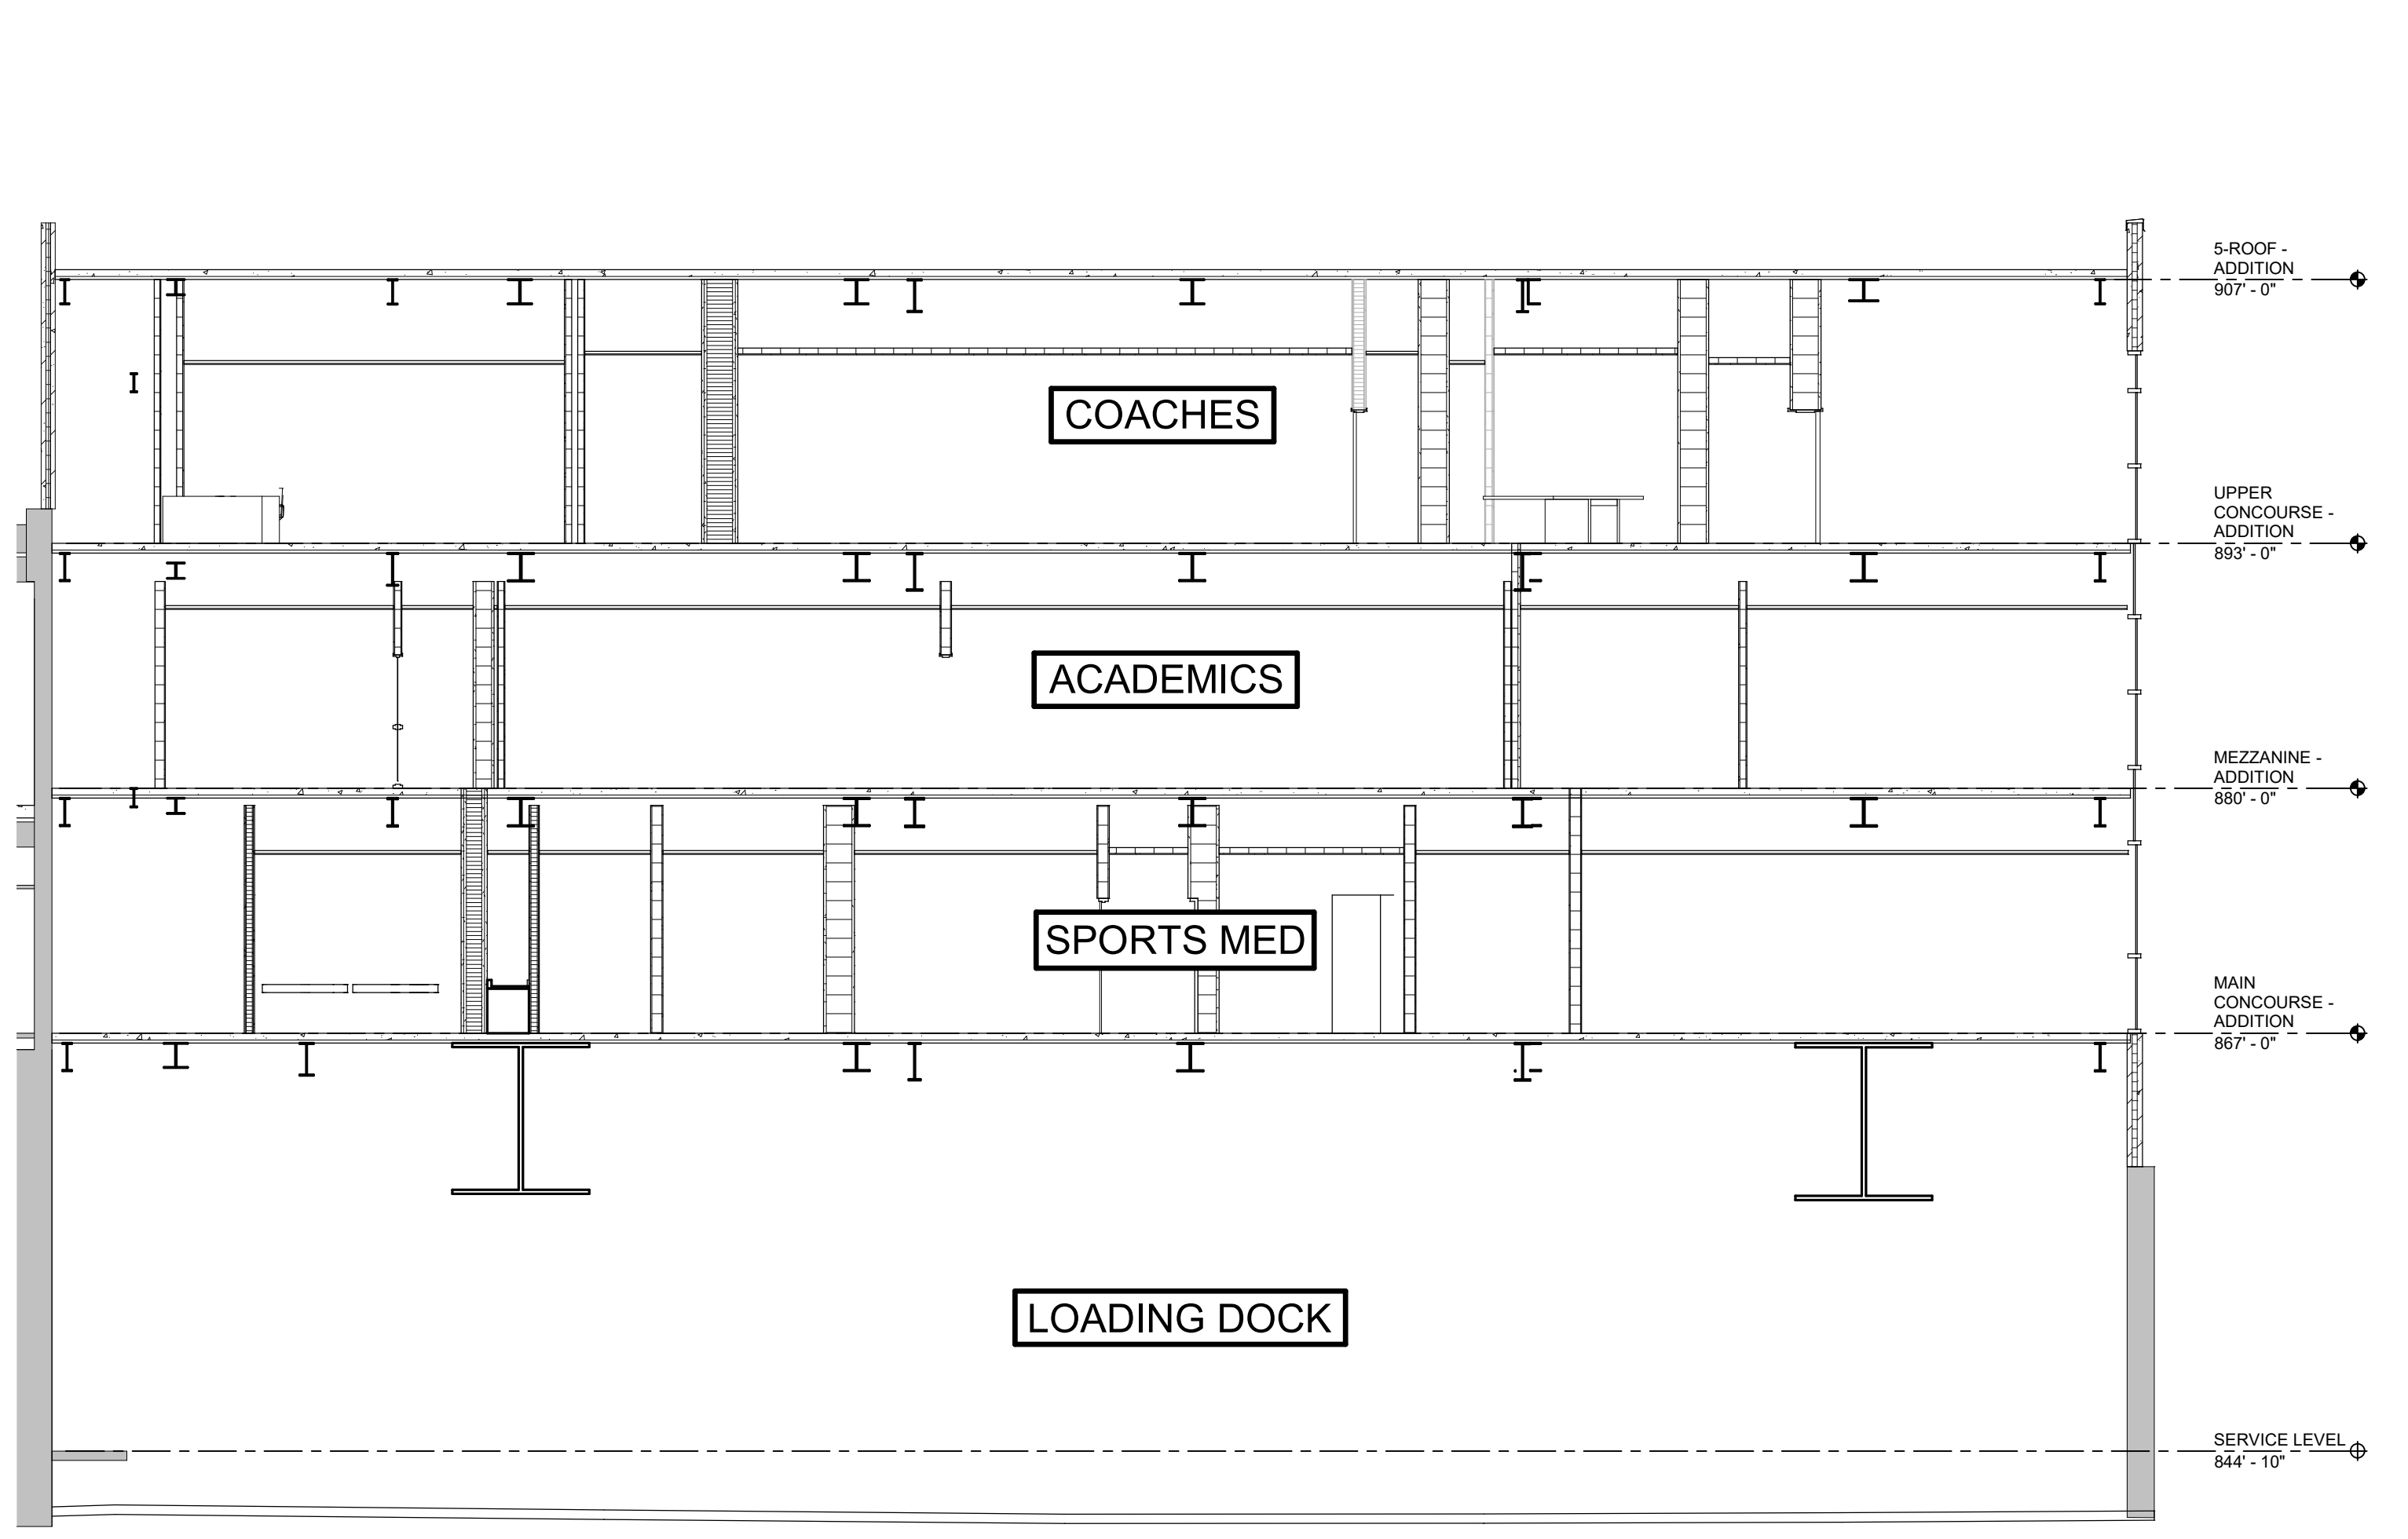 5-ROOF -
ADDITION
907' - 0"
COACHES
UPPER
CONCOURSE -
ADDITION
893' - 0"
ACADEMICS
MEZZANINE -
ADDITION
880' - 0"
SPORTS MED
MAIN
CONCOURSE -
ADDITION
867' - 0"
LOADING DOCK
SERVICE LEVEL
844' - 10"